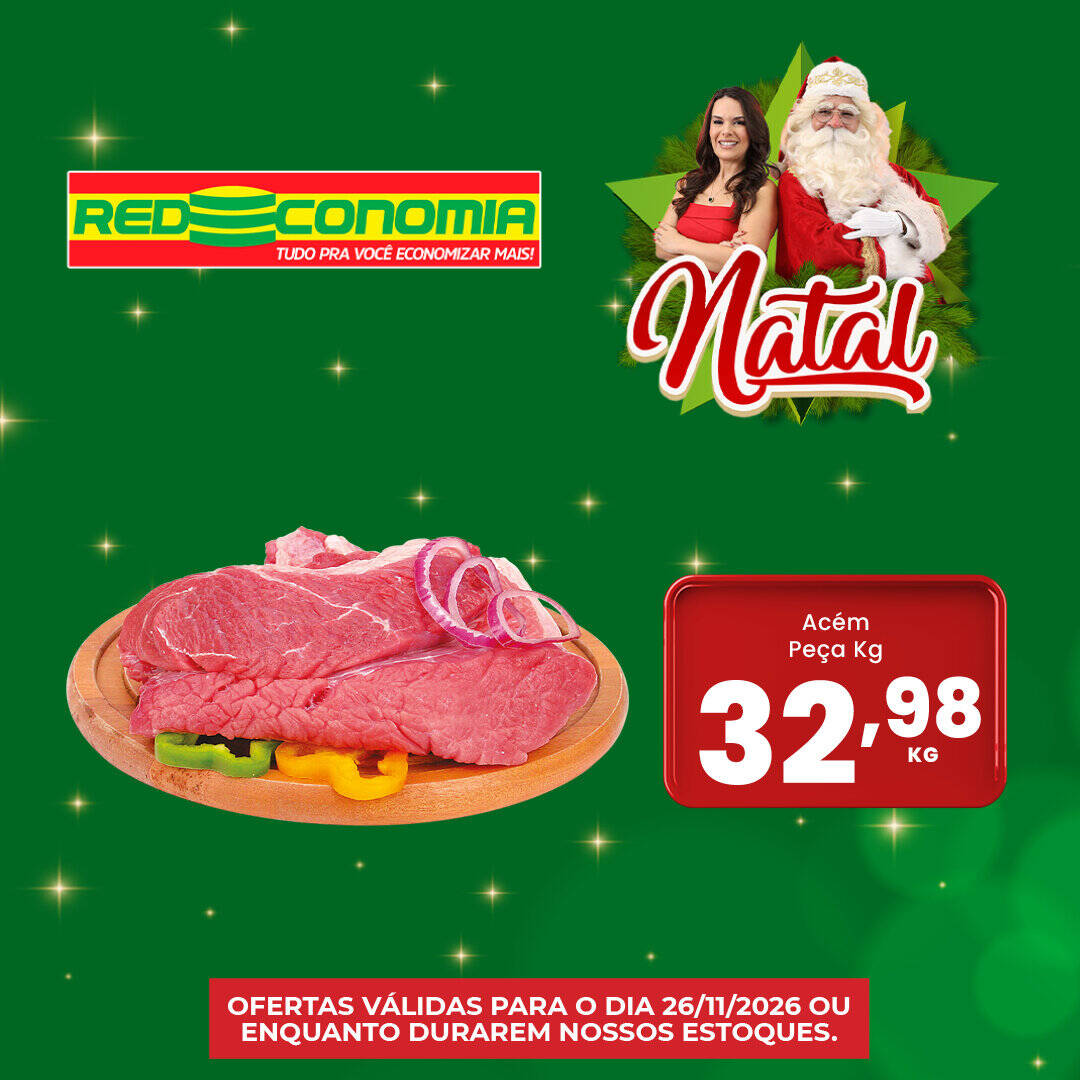 REDECONOMIA
TUDO PRA VOCÊ ECONOMIZAR MAIS!
Natal
Acém
Peça Kg
32,98
KG
OFERTAS VÁLIDAS PARA O DIA 26/11/2026 OU
ENQUANTO DURAREM NOSSOS ESTOQUES.